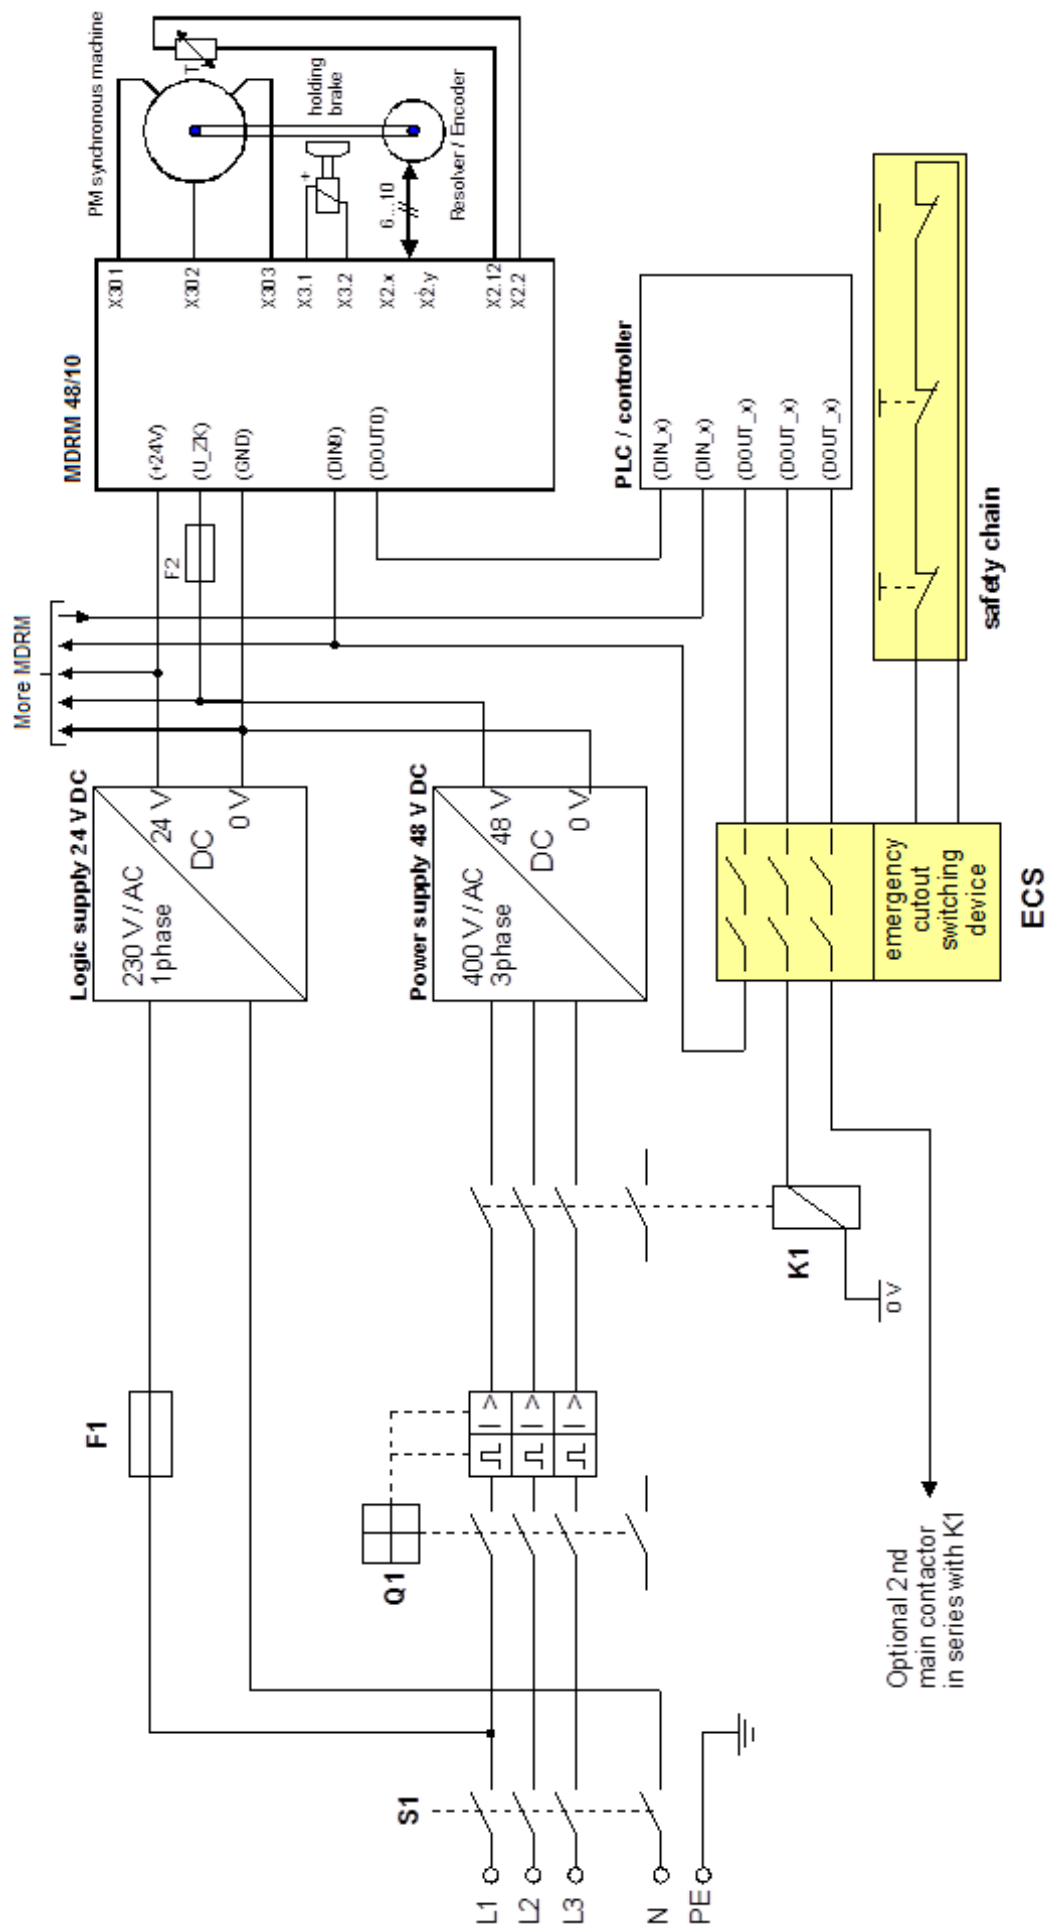 PM synchronous machine
T
holding
brake
+
6...10
Resolver / Encoder
MDRM 48/10
X301
X302
X303
X3.1
X3.2
X2.x
X2.y
X2.12
X2.2
(+24V)
(U_ZK)
(GND)
(DIN9)
(DOUT0)
F2
PLC / controller
(DIN_x)
(DIN_x)
(DOUT_x)
(DOUT_x)
(DOUT_x)
safety chain
More MDRM
Logic supply 24 V DC
230 V / AC
1phase
24 V
DC
0 V
Power supply 48 V DC
400 V / AC
3phase
48 V
DC
0 V
emergency
cutout
switching
device
ECS
F1
K1
0V
Q1
I >
I >
I >
Optional 2nd
main contactor
in series with K1
S1
L1
L2
L3
N
PE